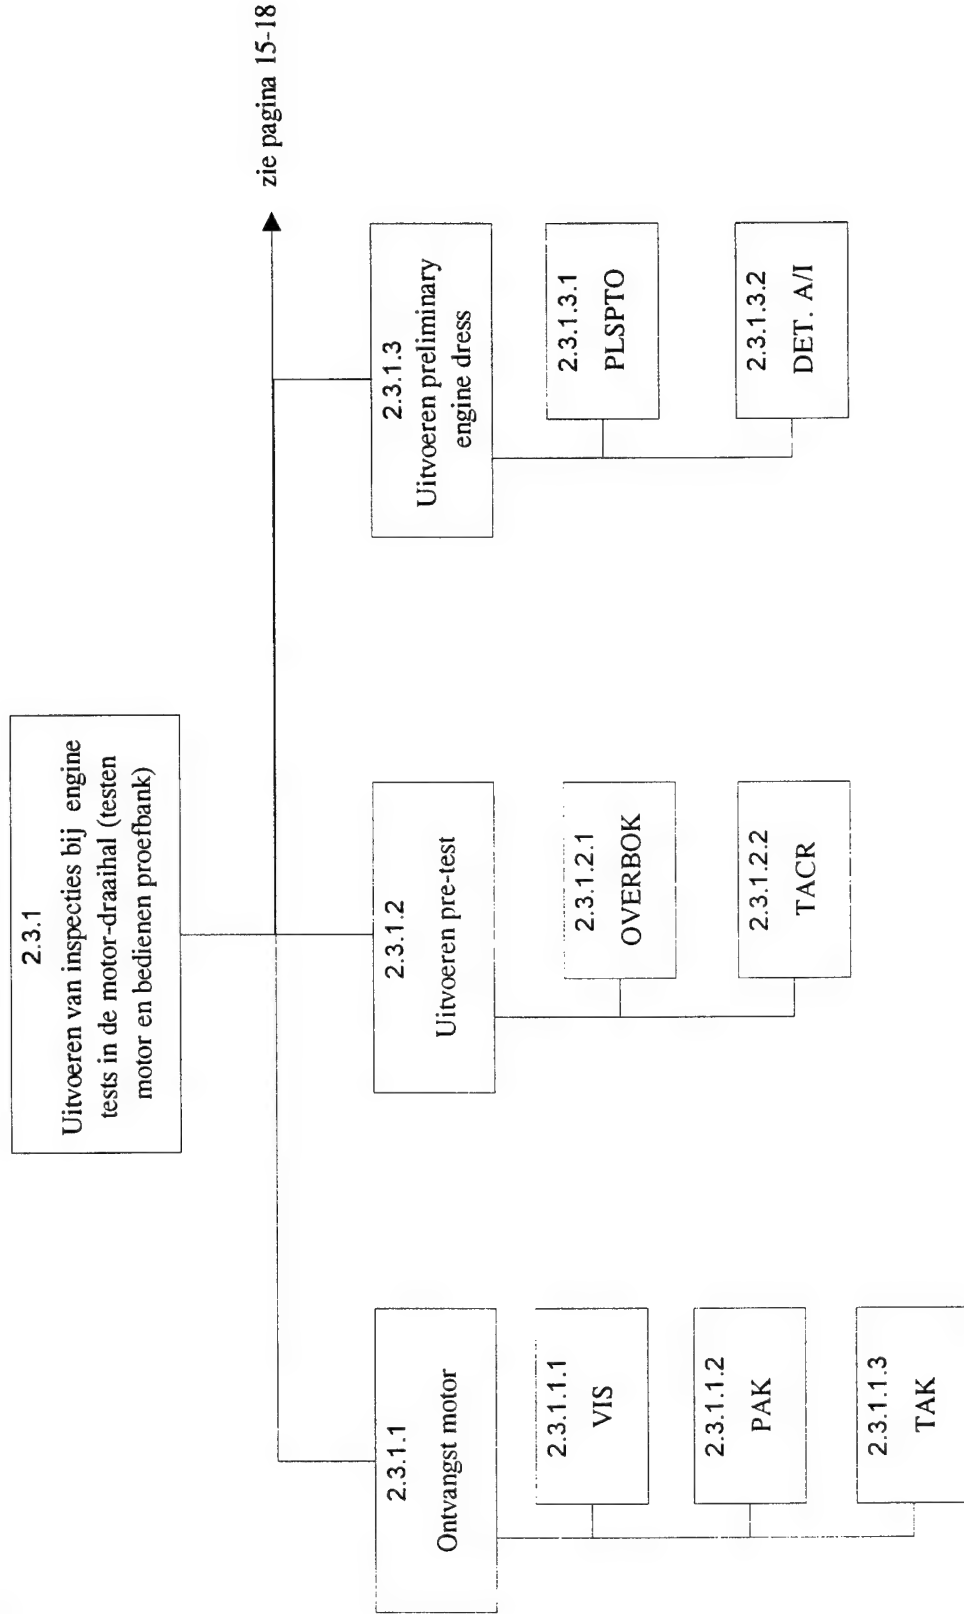 2.3.1
Uitvoeren van inspecties bij engine
tests in de motor-draaihal (testen
motor en bedienen proefbank)
zie pagina 15-18
2.3.1.1
Ontvangst motor
2.3.1.1.1
VIS
2.3.1.1.2
PAK
2.3.1.1.3
TAK
2.3.1.2
Uitvoeren pre-test
2.3.1.2.1
OVERBOK
2.3.1.2.2
TACR
2.3.1.3
Uitvoeren preliminary
engine dress
2.3.1.3.1
PLSPTO
2.3.1.3.2
DET. A/I